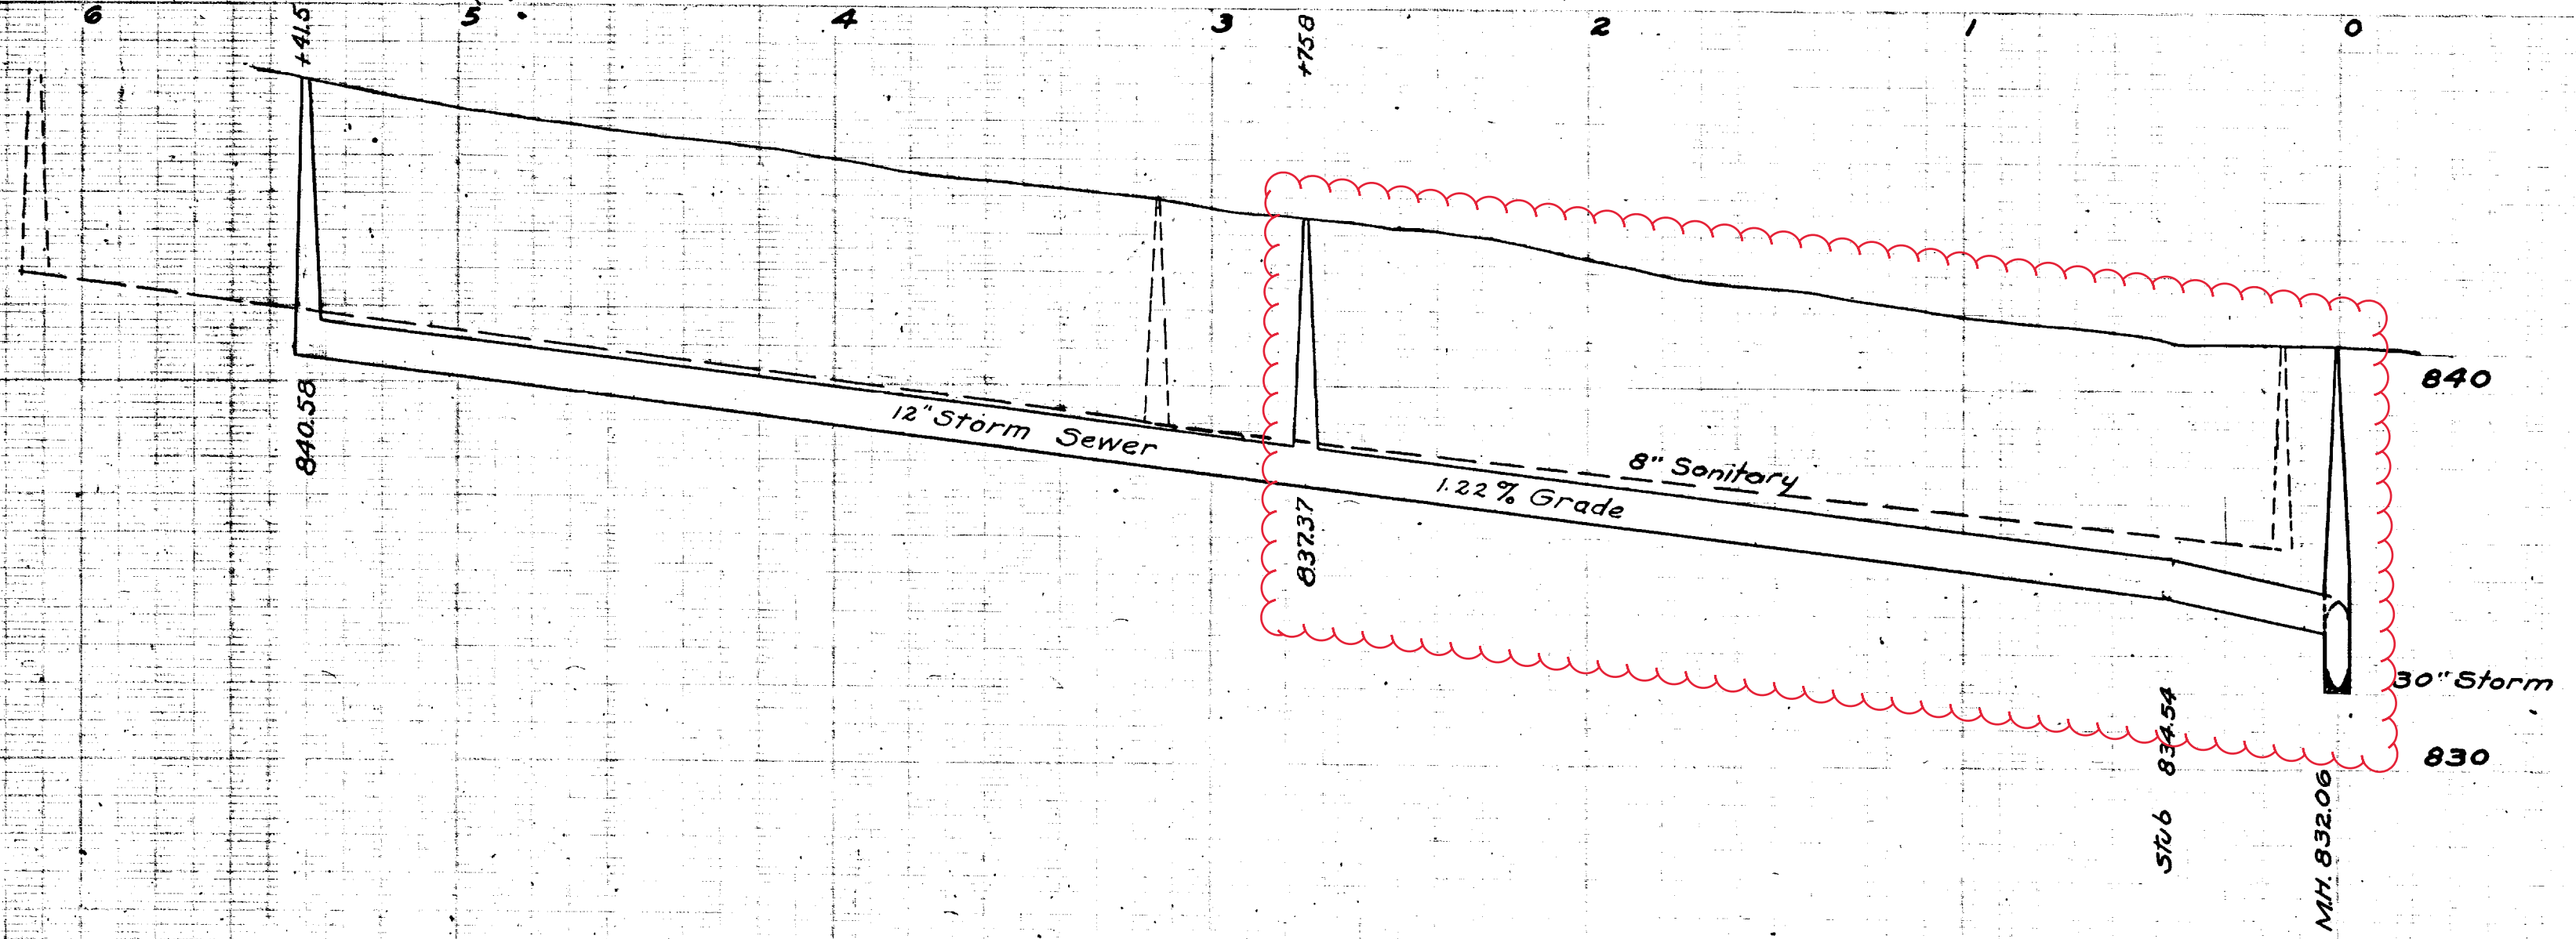 6 5 4 3 2 1 0
+41.5
+75.8
840
12" Storm Sewer
8" Sanitary
1.22 % Grade
840.58
837.37
30" Storm
834.54
Stub
830
M.H. 832.06